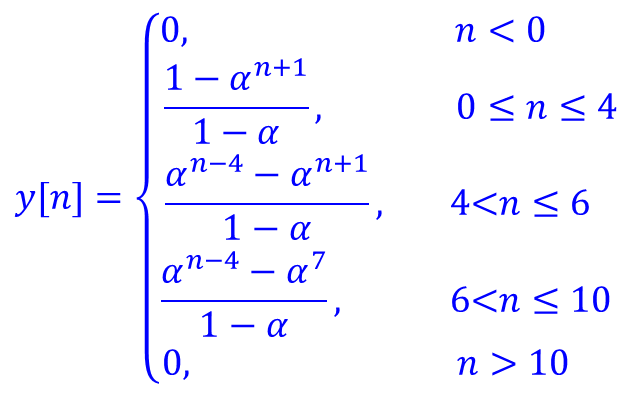 y[n] = { 0, n < 0
(1 − α^{n+1})/(1 − α), 0 ≤ n ≤ 4
(α^{n−4} − α^{n+1})/(1 − α), 4<n ≤ 6
(α^{n−4} − α^7)/(1 − α), 6<n ≤ 10
0, n > 10